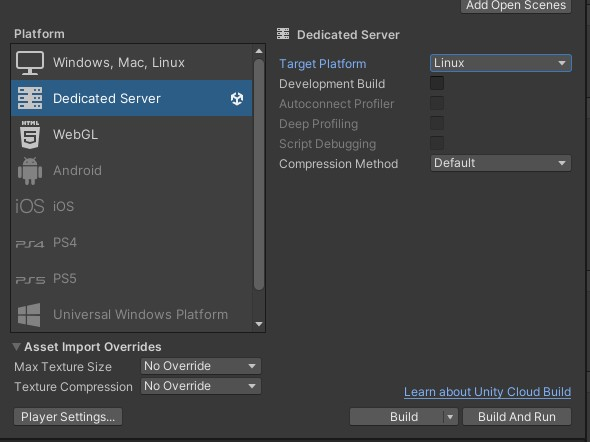 Add Open Scenes
Platform
Windows, Mac, Linux
Dedicated Server
HTML
5
WebGL
Android
iOS
iOS
PS4
PS4
PS5
PS5
Universal Windows Platform
Dedicated Server
Target Platform Linux
Development Build
Autoconnect Profiler
Deep Profiling
Script Debugging
Compression Method Default
Asset Import Overrides
Max Texture Size No Override
Texture Compression No Override
Learn about Unity Cloud Build
Player Settings... Build Build And Run